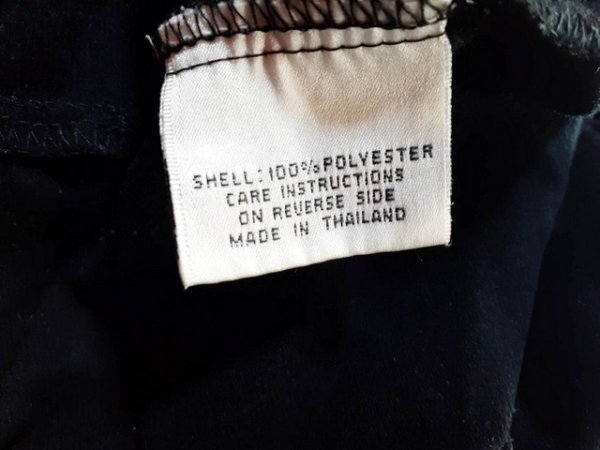 SHELL: 100% POLYESTER
CARE INSTRUCTIONS
ON REVERSE SIDE
MADE IN THAILAND